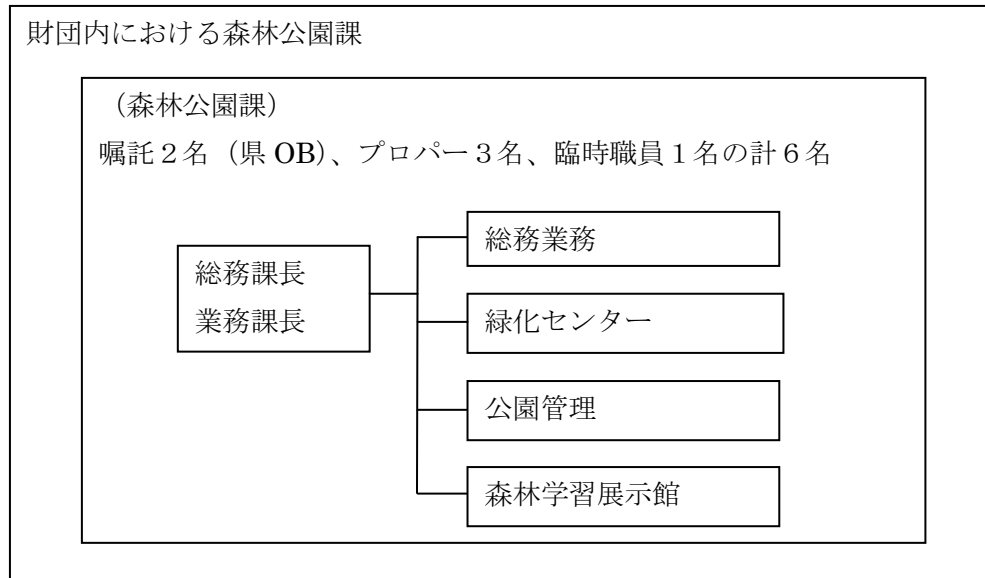 財団内における森林公園課
（森林公園課）
嘱託２名（県 OB）、プロパー３名、臨時職員１名の計６名
総務課長
業務課長
総務業務
緑化センター
公園管理
森林学習展示館